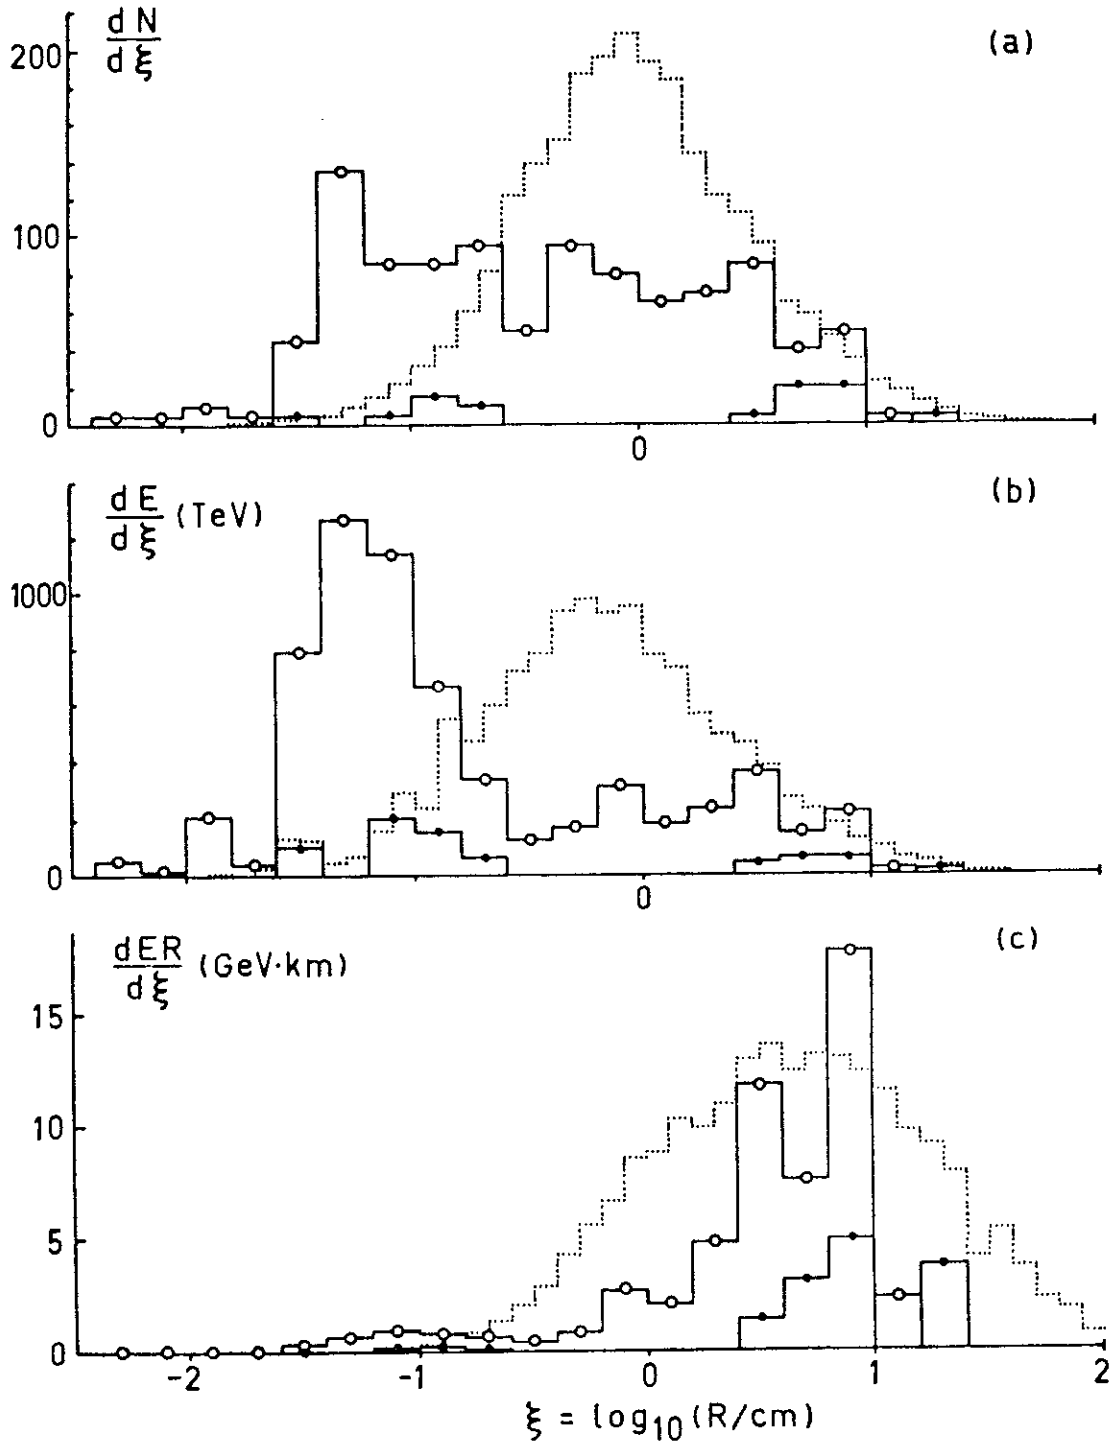 dN
dξ
(a)
200
100
0
0
dE
dξ (TeV)
(b)
1000
0
0
dER
dξ (GeV·km)
(c)
15
10
5
0
-2 -1 0 1 2
ξ = log10 (R/cm)